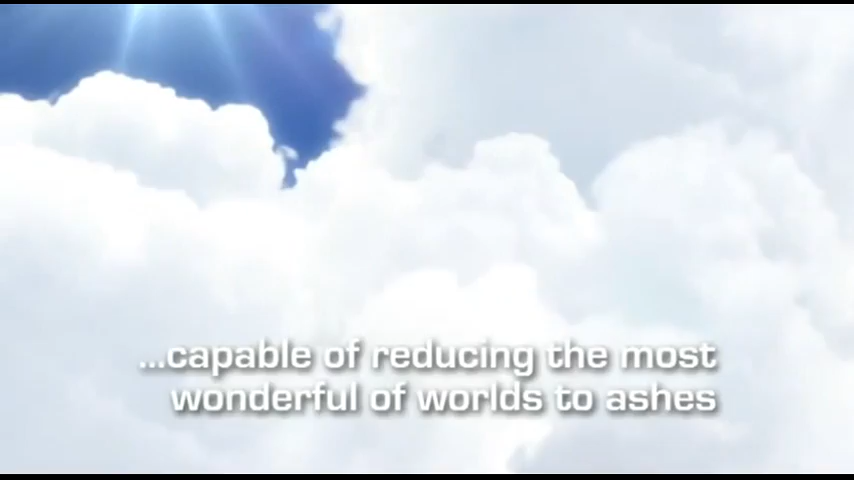 ...capable of reducing the most
wonderful of worlds to ashes